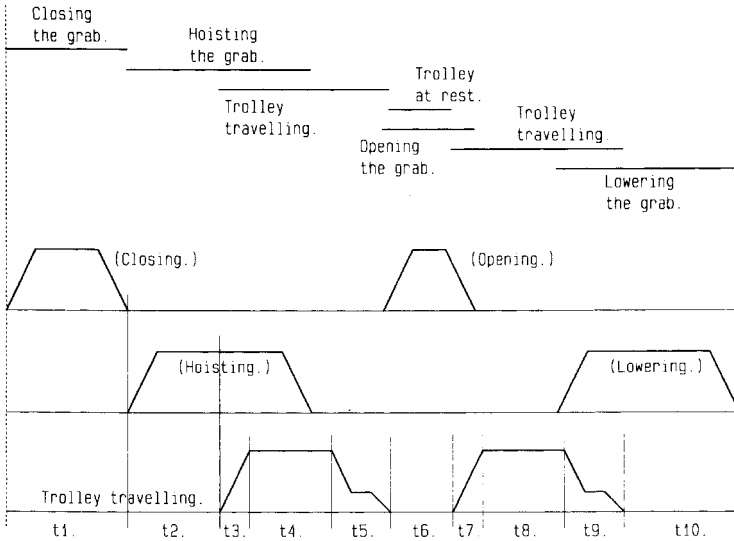 Closing
the grab.
Hoisting
the grab.
Trolley
at rest.
Trolley
travelling.
Trolley
travelling.
Opening
the grab.
Lowering
the grab.
(Closing.)
(Opening.)
(Hoisting.)
(Lowering.)
Trolley travelling.
t1. t2. t3. t4. t5. t6. t7. t8. t9. t10.